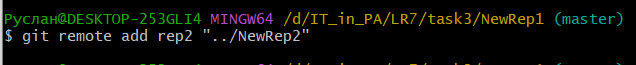 Руслан@DESKTOP-253GLI4 MINGW64 /d/IT_in_PA/LR7/task3/NewRep1 (master)
$ git remote add rep2 "../NewRep2"